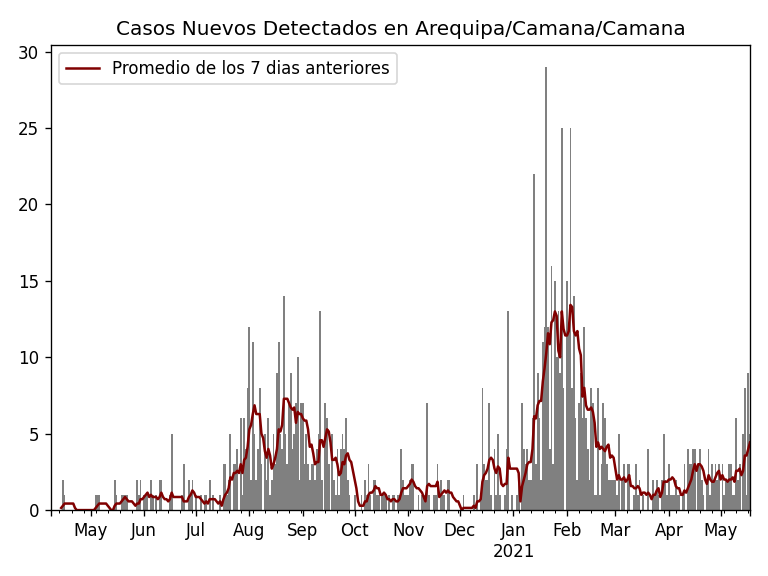 Casos Nuevos Detectados en Arequipa/Camana/Camana
Promedio de los 7 dias anteriores
30
25
20
15
10
5
0
May Jun Jul Aug Sep Oct Nov Dec Jan Feb Mar Apr May
2021